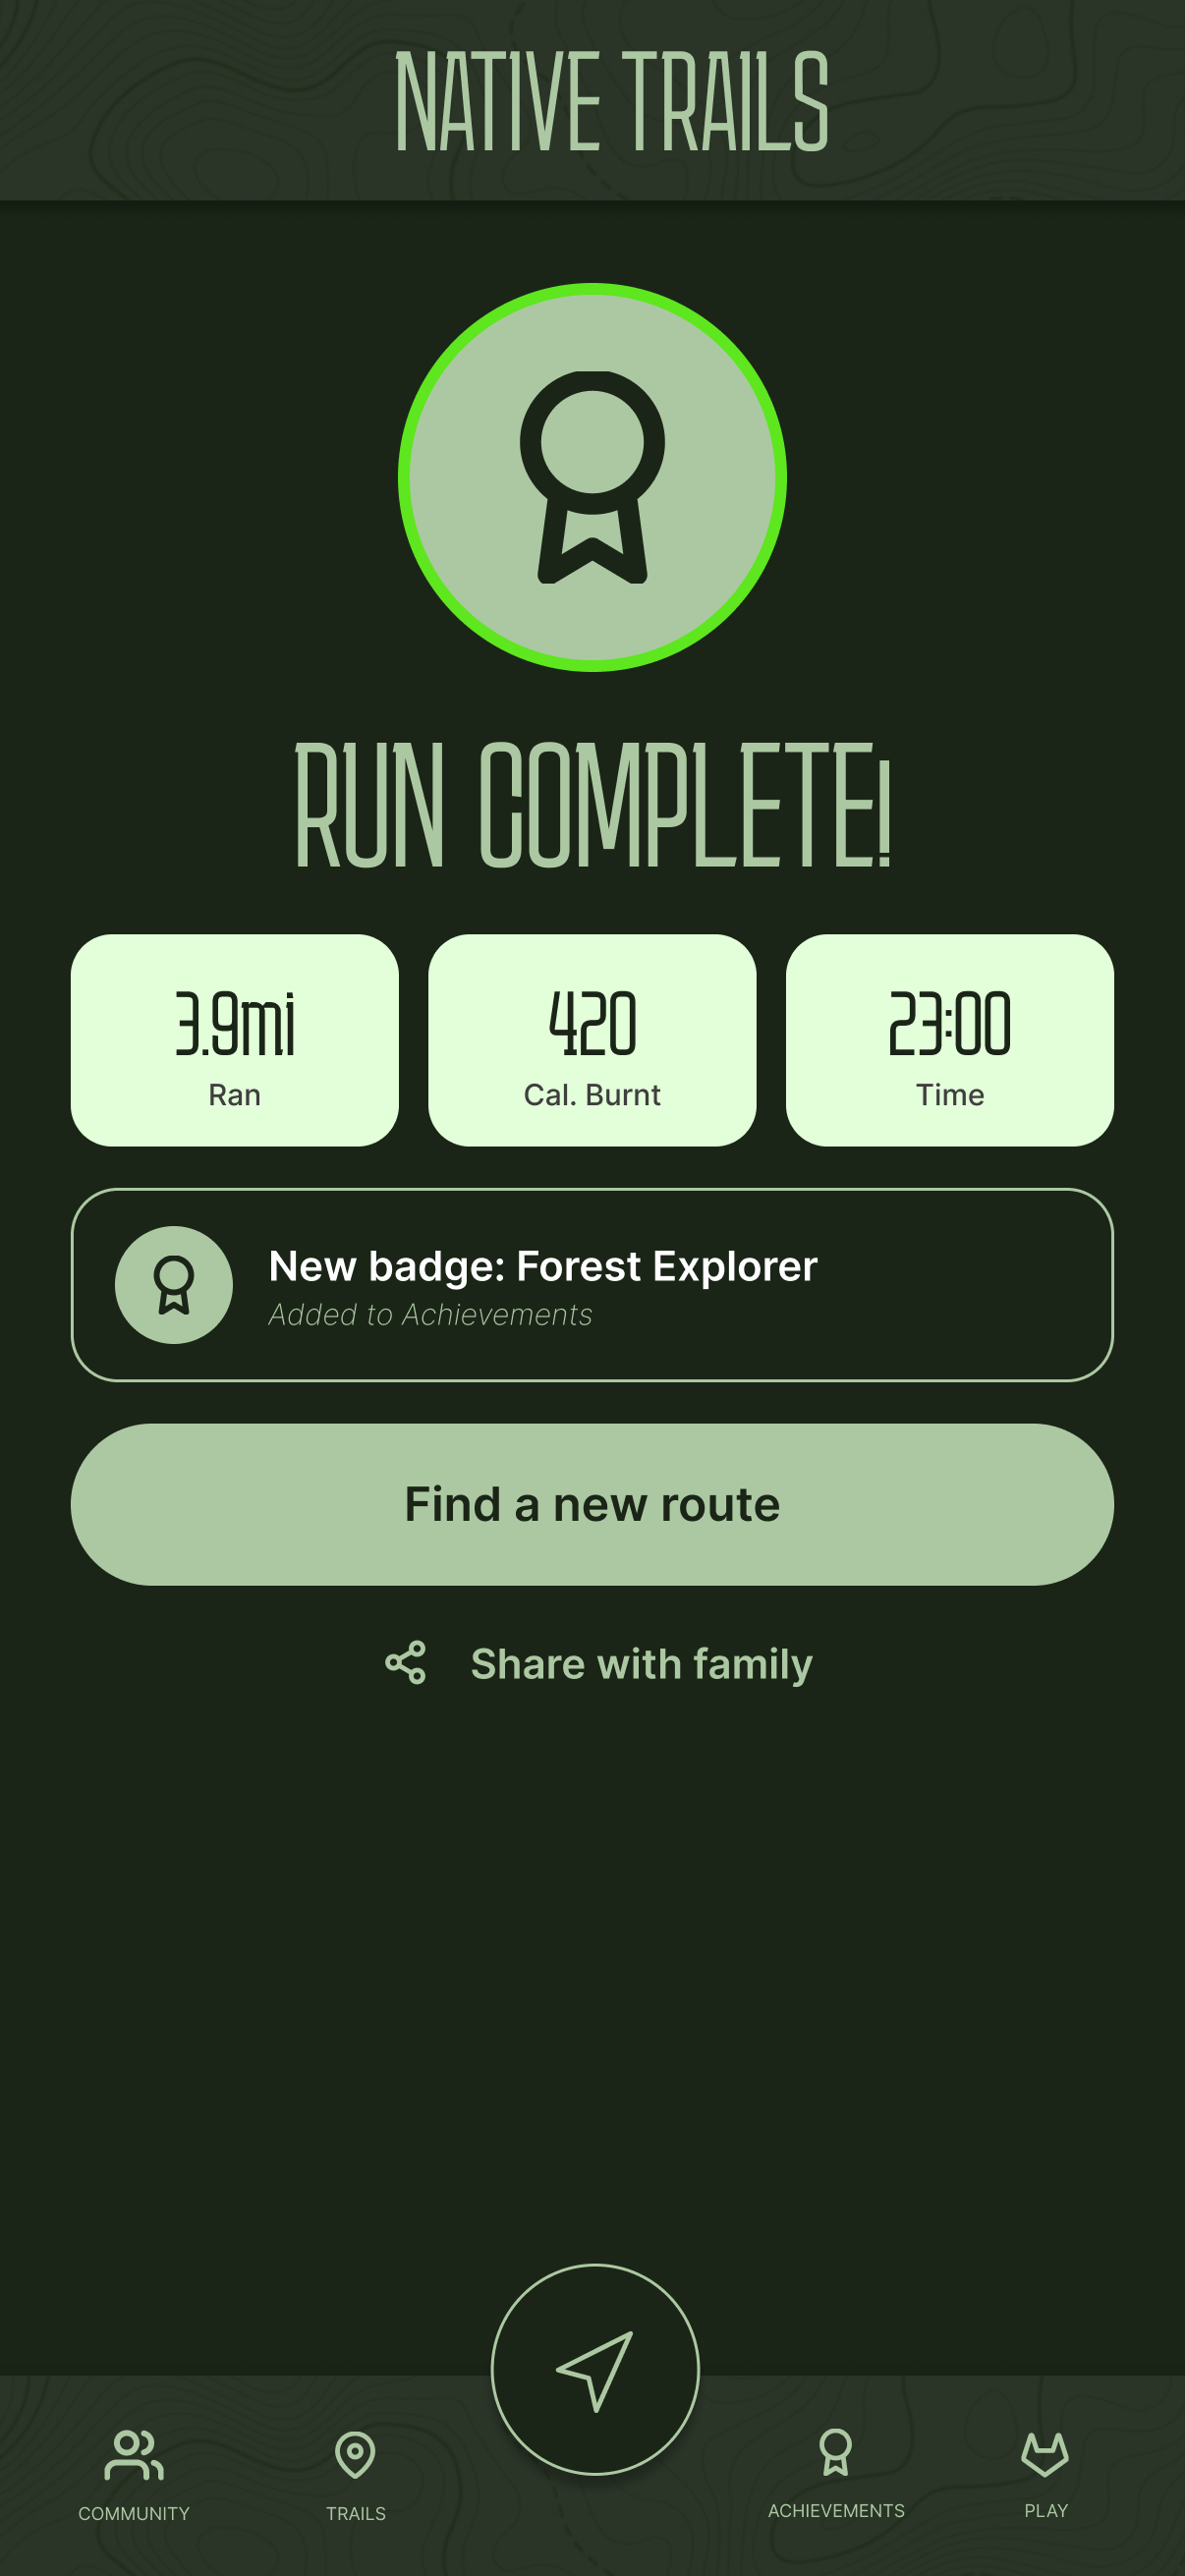 NATIVE TRAILS
RUN COMPLETE!
3.9mi
Ran
420
Cal. Burnt
23:00
Time
New badge: Forest Explorer
Added to Achievements
Find a new route
Share with family
COMMUNITY
TRAILS
ACHIEVEMENTS
PLAY